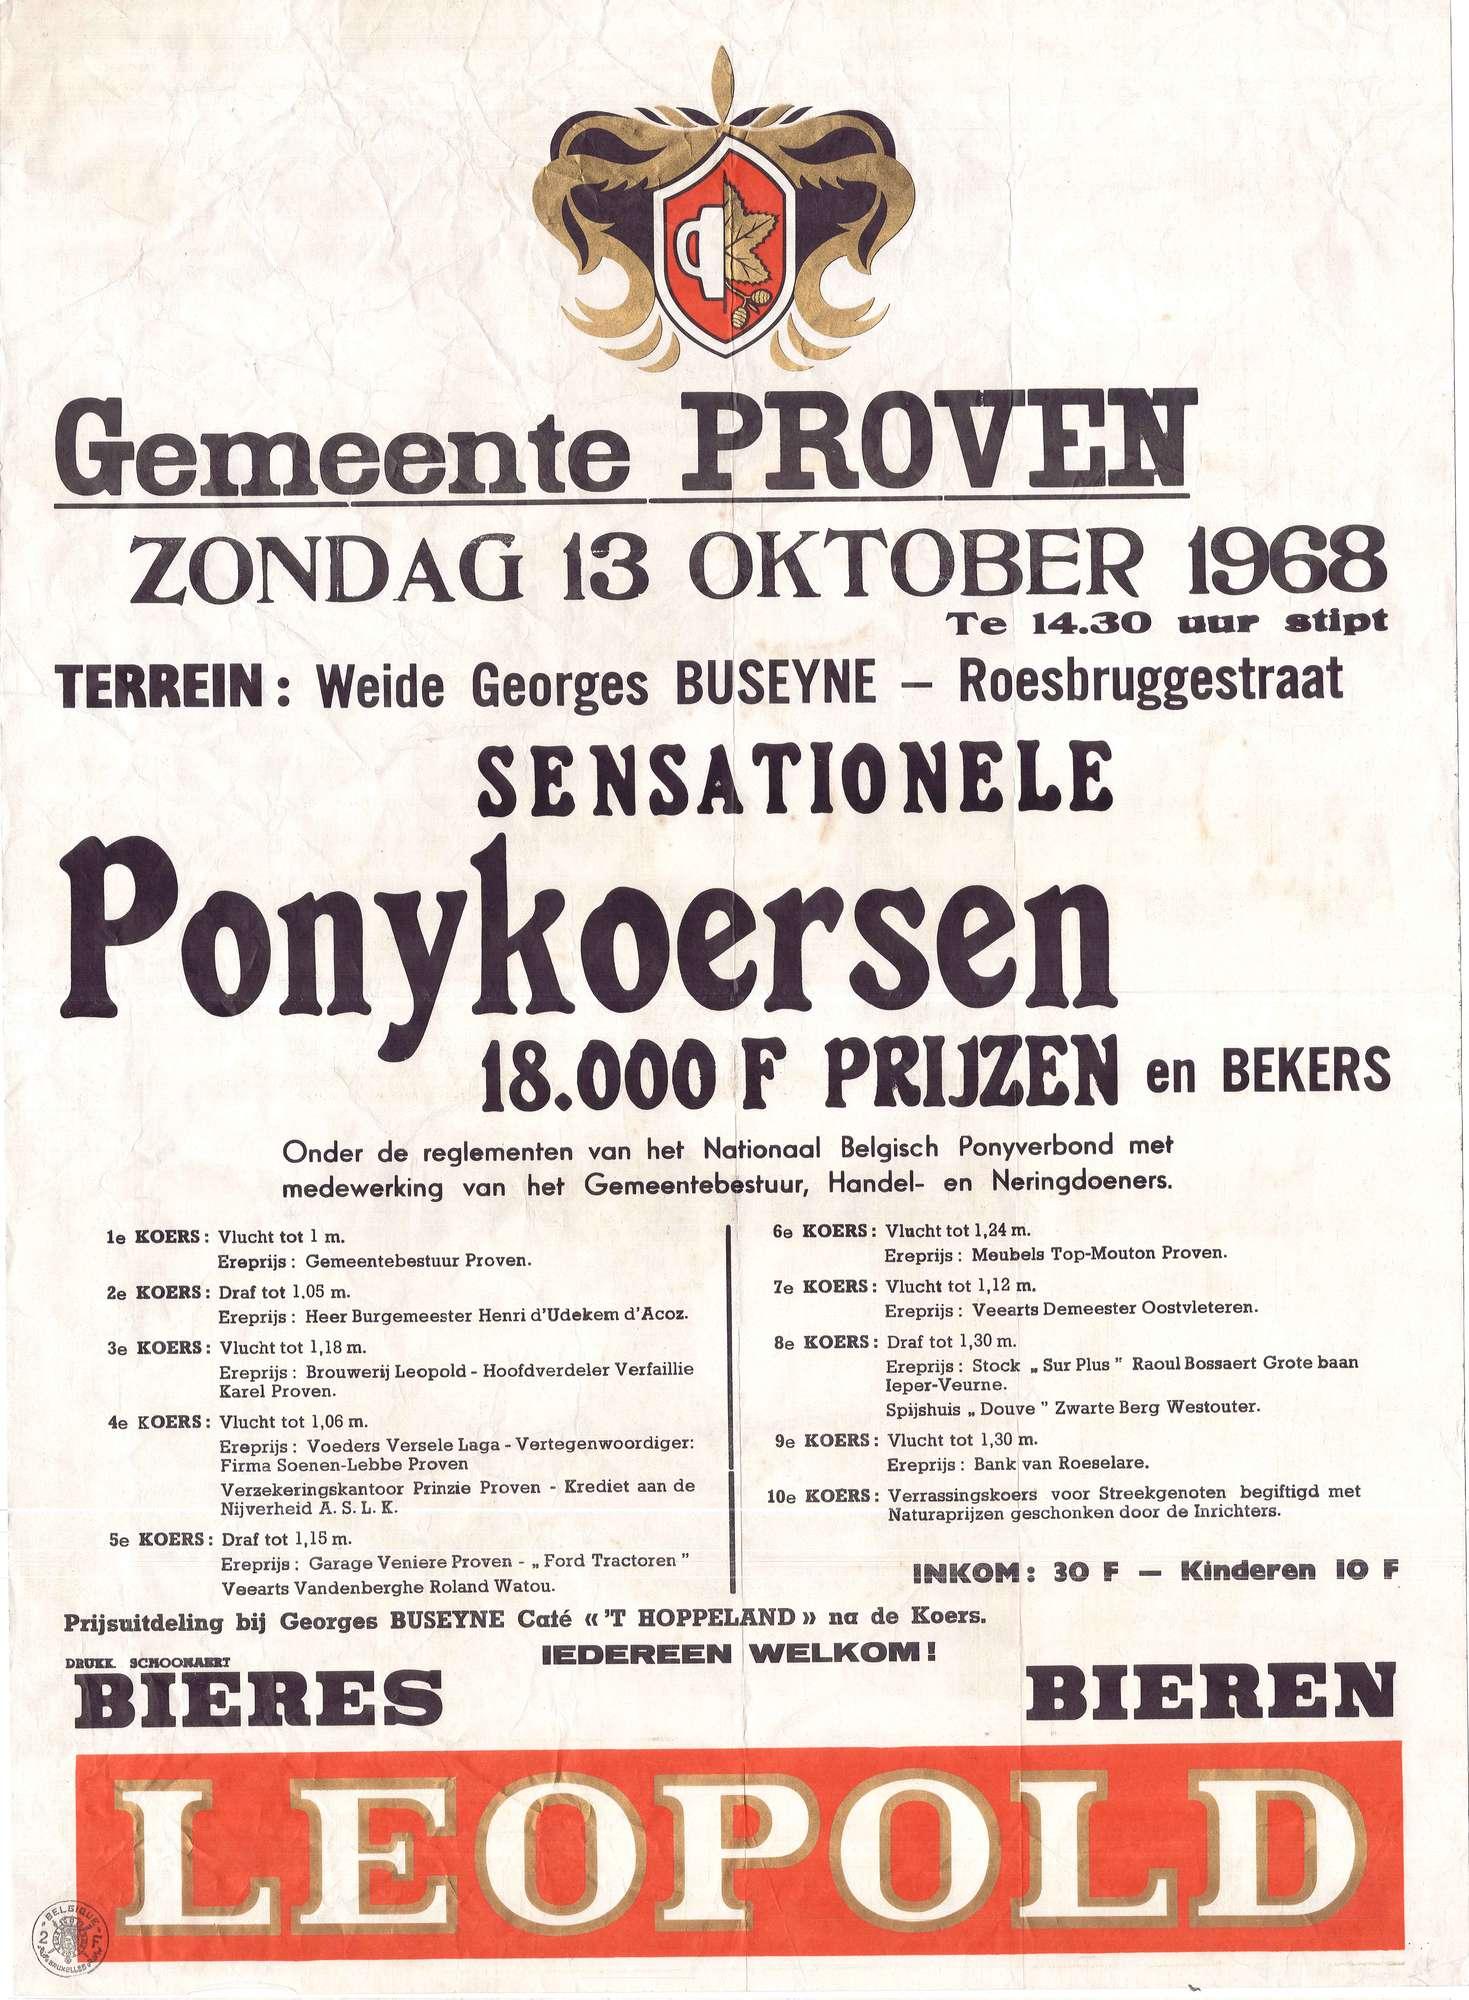 Gemeente PROVEN
ZONDAG 13 OKTOBER 1968
Te 14.30 uur stipt
TERREIN : Weide Georges BUSEYNE – Roesbruggestraat
SENSATIONELE
Ponykoersen
18.000 F PRIJZEN en BEKERS
Onder de reglementen van het Nationaal Belgisch Ponyverbond met
medewerking van het Gemeentebestuur, Handel- en Neringdoeners.
1e KOERS : Vlucht tot 1 m.
Ereprijs : Gemeentebestuur Proven.
2e KOERS : Draf tot 1.05 m.
Ereprijs : Heer Burgemeester Henri d'Udekem d'Acoz.
3e KOERS : Vlucht tot 1,18 m.
Ereprijs : Brouwerij Leopold - Hoofdverdeler Verfaillie
Karel Proven.
4e KOERS : Vlucht tot 1,06 m.
Ereprijs : Voeders Versele Laga - Vertegenwoordiger:
Firma Soenen-Lebbe Proven
Verzekeringskantoor Prinzie Proven - Krediet aan de
Nijverheid A. S. L. K.
5e KOERS : Draf tot 1,15 m.
Ereprijs : Garage Veniere Proven - „ Ford Tractoren ”
Veearts Vandenberghe Roland Watou.
6e KOERS : Vlucht tot 1,24 m.
Ereprijs : Meubels Top-Mouton Proven.
7e KOERS : Vlucht tot 1,12 m.
Ereprijs : Veearts Demeester Oostvleteren.
8e KOERS : Draf tot 1,30 m.
Ereprijs : Stock „ Sur Plus ” Raoul Bossaert Grote baan
Ieper-Veurne.
Spijshuis „ Douve ” Zwarte Berg Westouter.
9e KOERS : Vlucht tot 1,30 m.
Ereprijs : Bank van Roeselare.
10e KOERS : Verrassingskoers voor Streekgenoten begiftigd met
Naturaprijzen geschonken door de Inrichters.
INKOM : 30 F — Kinderen 10 F
Prijsuitdeling bij Georges BUSEYNE Café « 'T HOPPELAND » na de Koers.
IEDEREEN WELKOM !
DRUKK. SCHOONAERT
BIERES BIEREN
LEOPOLD
BELGIQUE
2 F
BRUXELLES